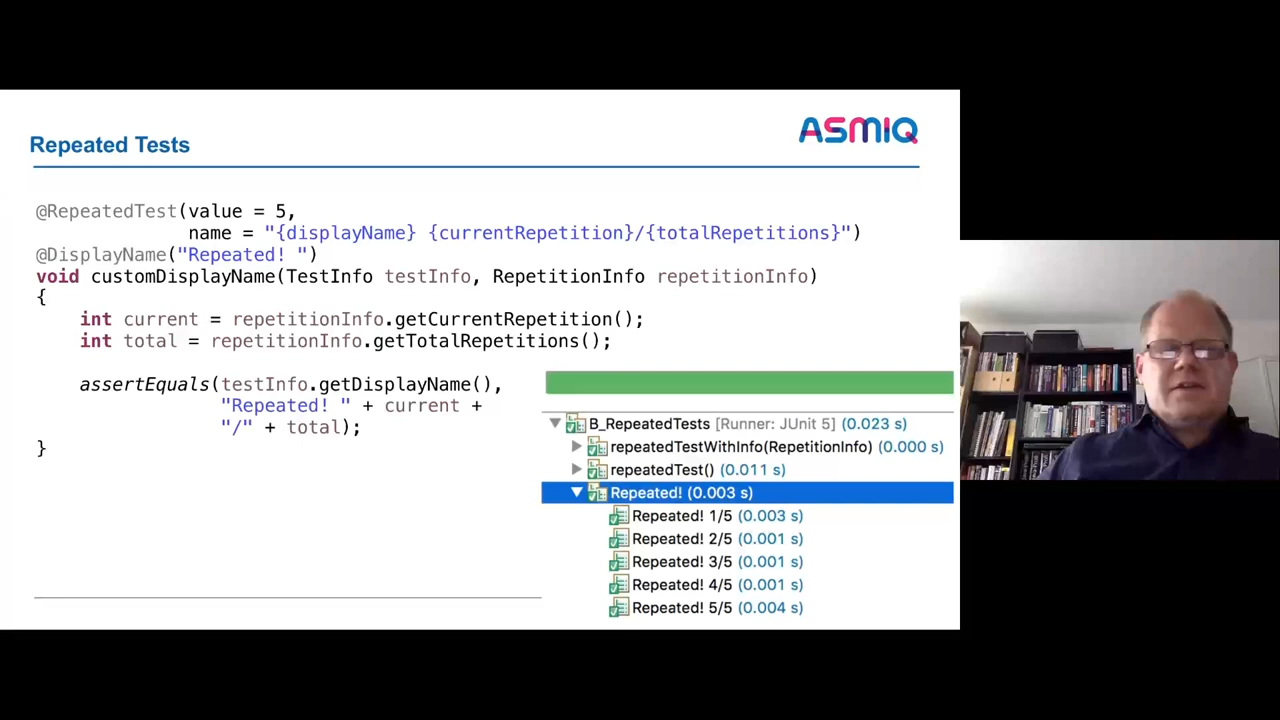 Repeated Tests
ASMIQ
@RepeatedTest(value = 5,
name = "{displayName} {currentRepetition}/{totalRepetitions}")
@DisplayName("Repeated! ")
void customDisplayName(TestInfo testInfo, RepetitionInfo repetitionInfo)
{
int current = repetitionInfo.getCurrentRepetition();
int total = repetitionInfo.getTotalRepetitions();
assertEquals(testInfo.getDisplayName(),
"Repeated! " + current +
"/" + total);
}
B_RepeatedTests [Runner: JUnit 5] (0.023 s)
repeatedTestWithInfo(RepetitionInfo) (0.000 s)
repeatedTest() (0.011 s)
Repeated! (0.003 s)
Repeated! 1/5 (0.003 s)
Repeated! 2/5 (0.001 s)
Repeated! 3/5 (0.001 s)
Repeated! 4/5 (0.001 s)
Repeated! 5/5 (0.004 s)